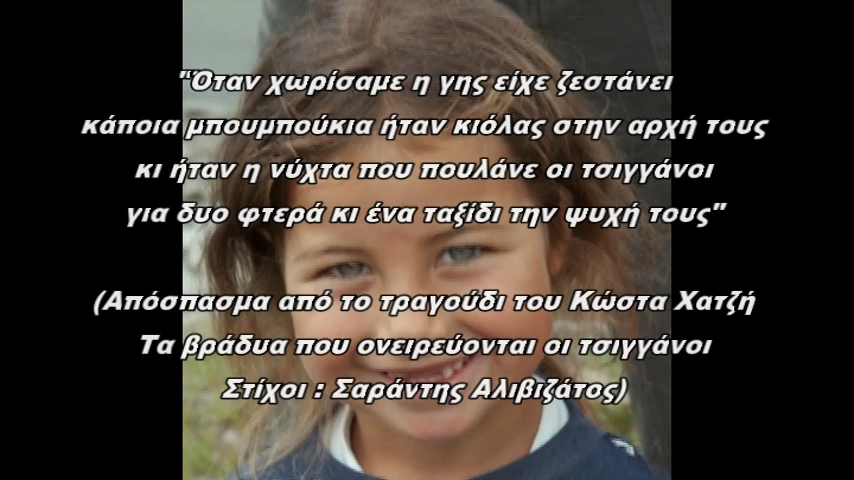 "Όταν χωρίσαμε η γης είχε ζεστάνει
κάποια μπουμπούκια ήταν κιόλας στην αρχή τους
κι ήταν η νύχτα που πουλάνε οι τσιγγάνοι
για δυο φτερά κι ένα ταξίδι την ψυχή τους"
(Απόσπασμα από το τραγούδι του Κώστα Χατζή
Τα βράδυα που ονειρεύονται οι τσιγγάνοι
Στίχοι : Σαράντης Αλιβιζάτος)